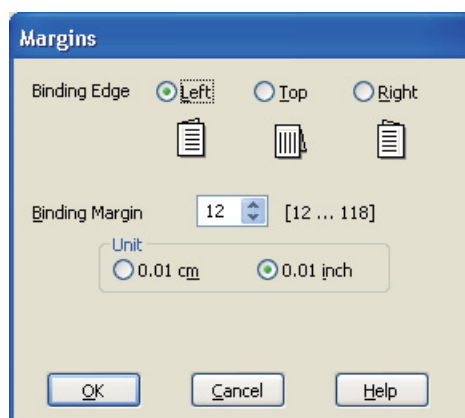 Margins
Binding Edge Left Top Right
Binding Margin 12 [12 ... 118]
Unit
0.01 cm 0.01 inch
OK Cancel Help